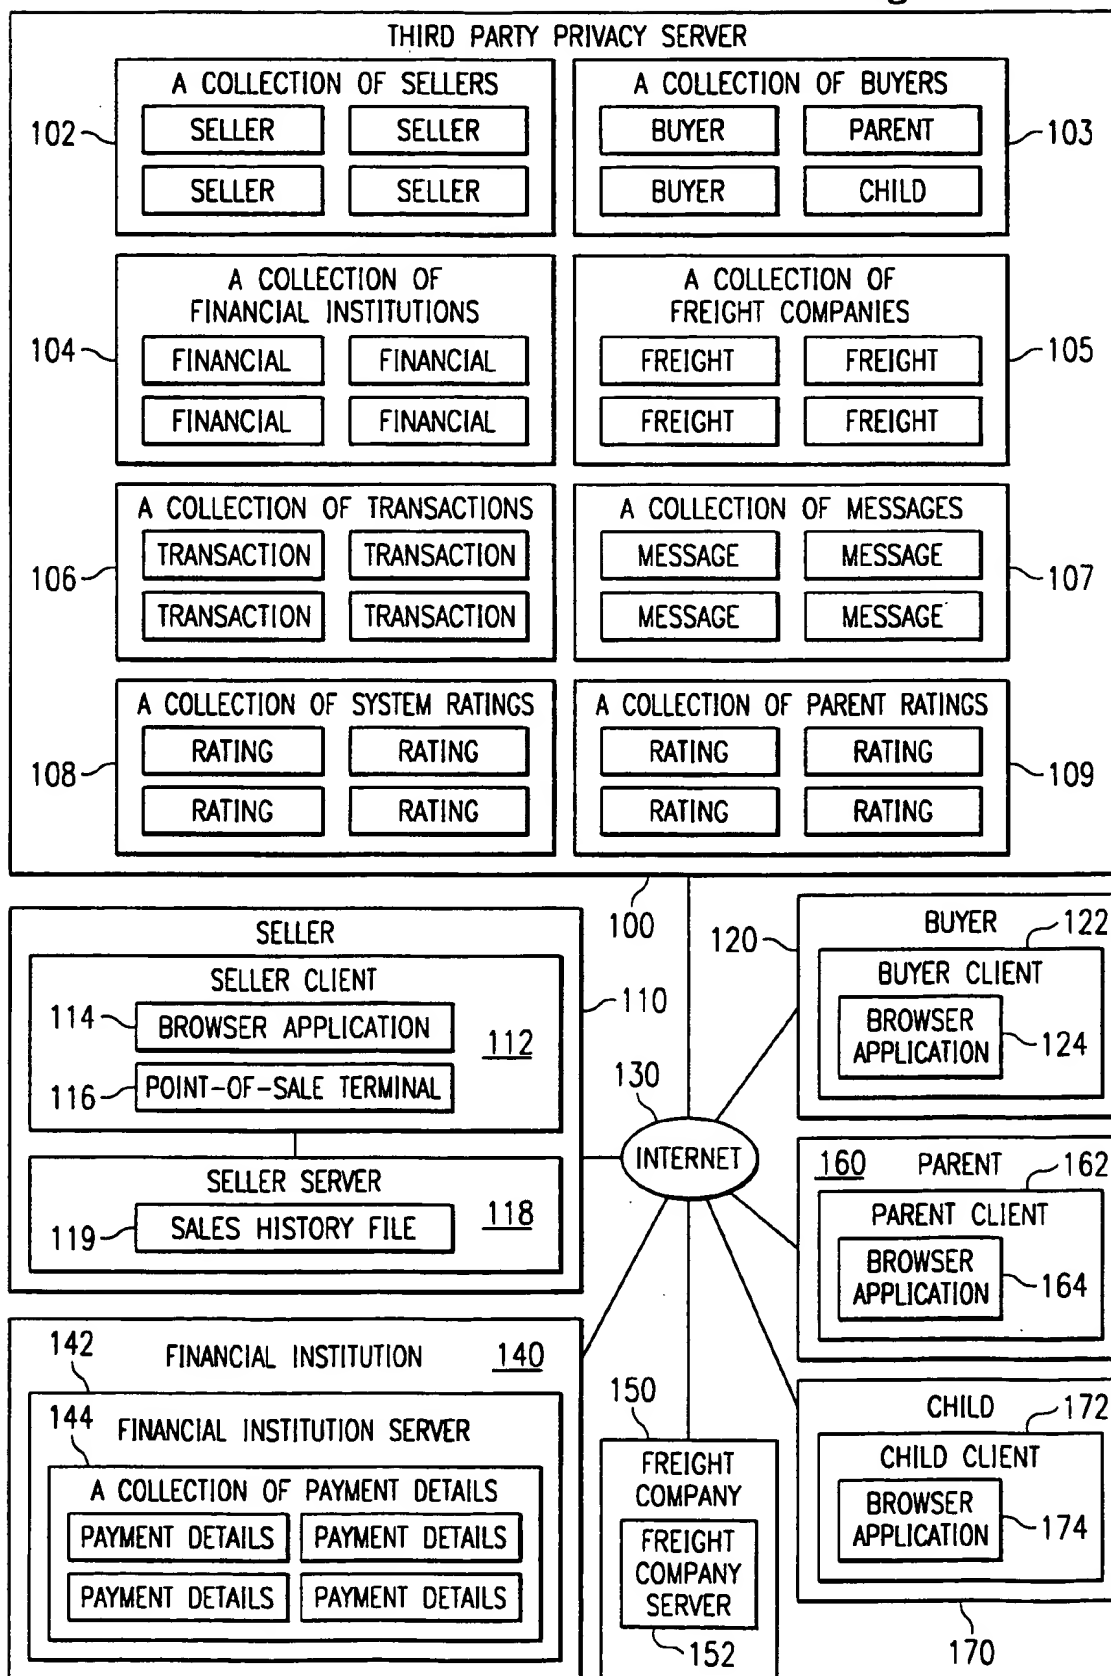 THIRD PARTY PRIVACY SERVER
A COLLECTION OF SELLERS
102
SELLER SELLER
SELLER SELLER
A COLLECTION OF BUYERS
BUYER PARENT
103
BUYER CHILD
A COLLECTION OF
FINANCIAL INSTITUTIONS
104
FINANCIAL FINANCIAL
FINANCIAL FINANCIAL
A COLLECTION OF
FREIGHT COMPANIES
FREIGHT FREIGHT
105
FREIGHT FREIGHT
A COLLECTION OF TRANSACTIONS
TRANSACTION TRANSACTION
106
TRANSACTION TRANSACTION
A COLLECTION OF MESSAGES
MESSAGE MESSAGE
107
MESSAGE MESSAGE
A COLLECTION OF SYSTEM RATINGS
RATING RATING
108
RATING RATING
A COLLECTION OF PARENT RATINGS
RATING RATING
109
RATING RATING
100
SELLER
SELLER CLIENT
110
114
BROWSER APPLICATION
112
116
POINT-OF-SALE TERMINAL
SELLER SERVER
118
119
SALES HISTORY FILE
130
INTERNET
120
BUYER
122
BUYER CLIENT
BROWSER
APPLICATION
124
160
PARENT
162
PARENT CLIENT
BROWSER
APPLICATION
164
142
FINANCIAL INSTITUTION
140
144
FINANCIAL INSTITUTION SERVER
A COLLECTION OF PAYMENT DETAILS
PAYMENT DETAILS PAYMENT DETAILS
PAYMENT DETAILS PAYMENT DETAILS
150
FREIGHT
COMPANY
FREIGHT
COMPANY
SERVER
152
CHILD
172
CHILD CLIENT
BROWSER
APPLICATION
174
170